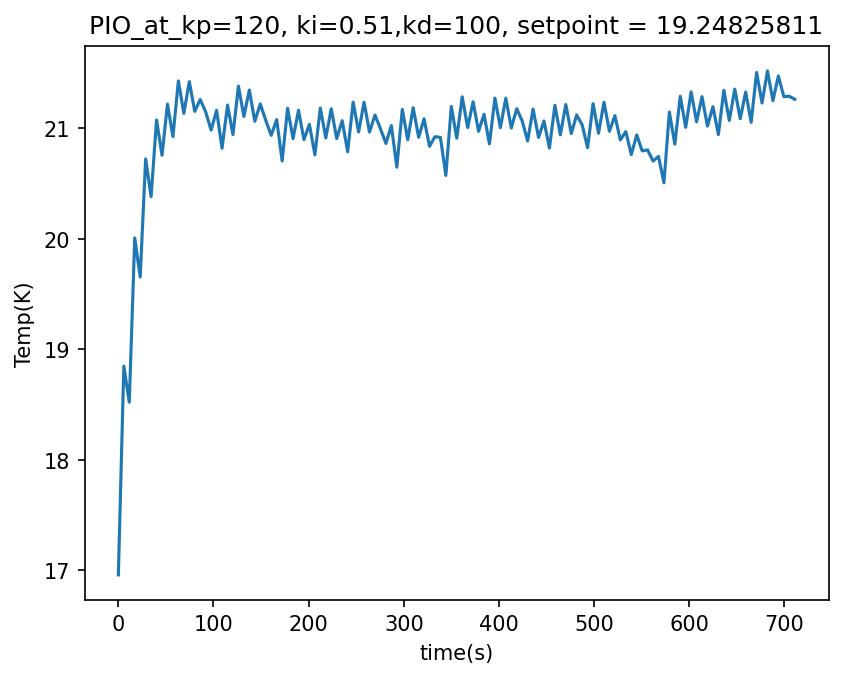 PIO_at_kp=120, ki=0.51,kd=100, setpoint = 19.24825811
Temp(K)
21
20
19
18
17
0 100 200 300 400 500 600 700
time(s)